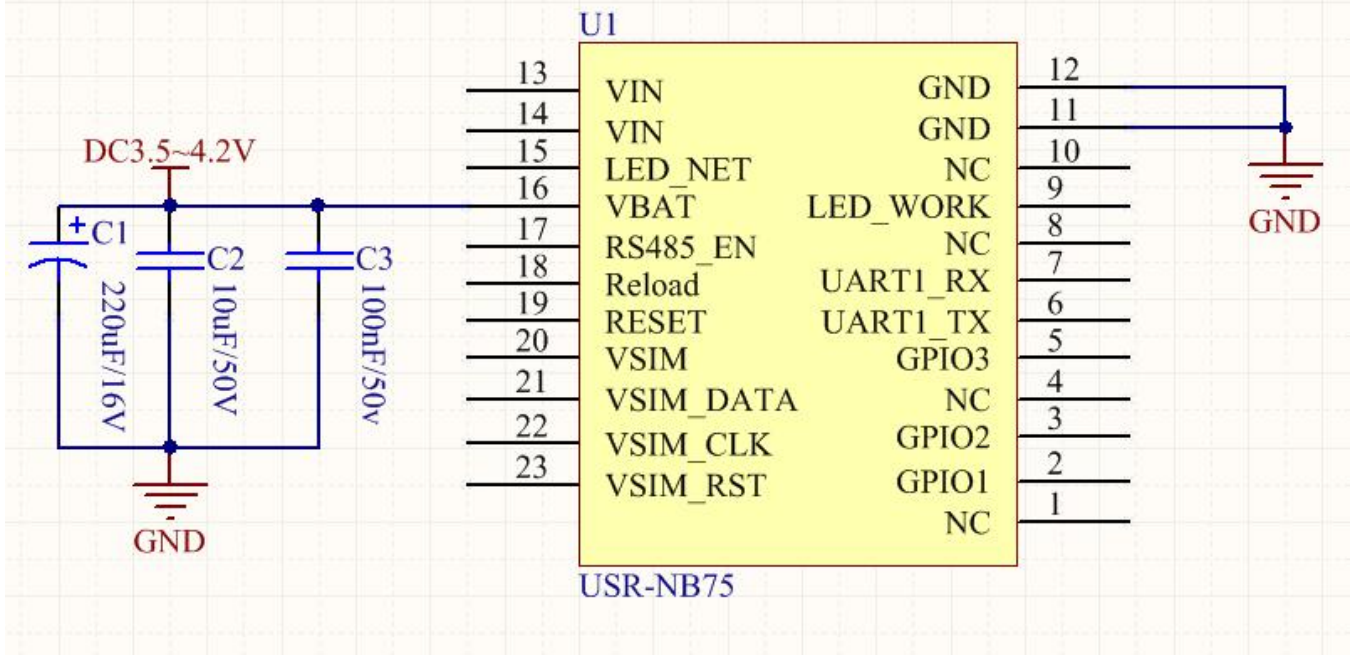 U1
13 VIN GND 12
14 VIN GND 11
DC3.5~4.2V
15 LED_NET NC 10
16 VBAT LED_WORK 9
GND
+ C1
220uF/16V
C2
10uF/50V
C3
100nF/50v
17 RS485_EN NC 8
18 Reload UART1_RX 7
19 RESET UART1_TX 6
20 VSIM GPIO3 5
21 VSIM_DATA NC 4
22 VSIM_CLK GPIO2 3
23 VSIM_RST GPIO1 2
NC 1
GND
USR-NB75